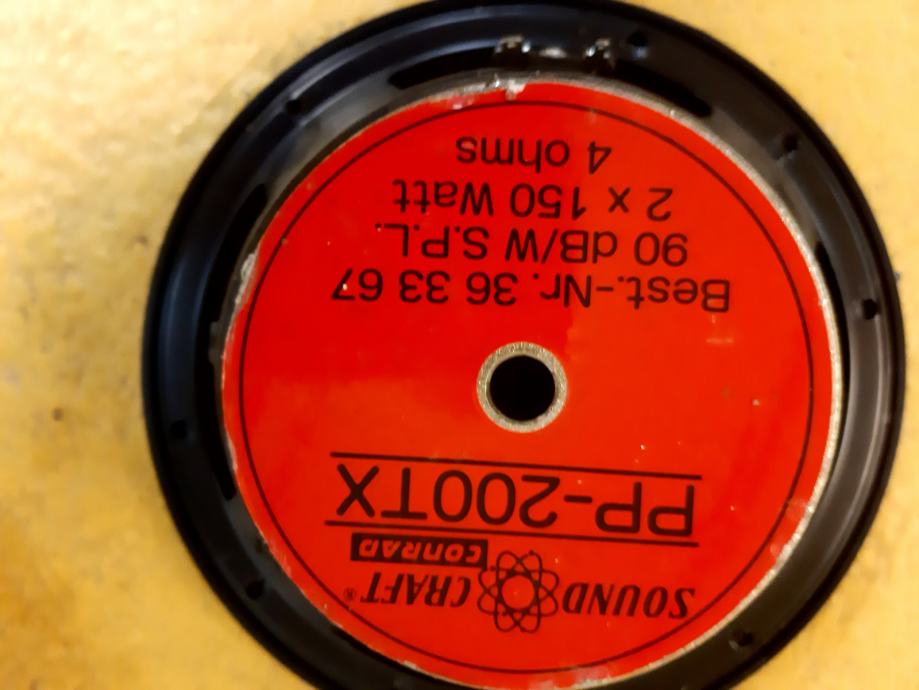 SOUND CRAFT®
CONRAD
PP-200TX
Best.-Nr. 36 33 67
90 dB/W S.P.L.
2 x 150 Watt
4 ohms